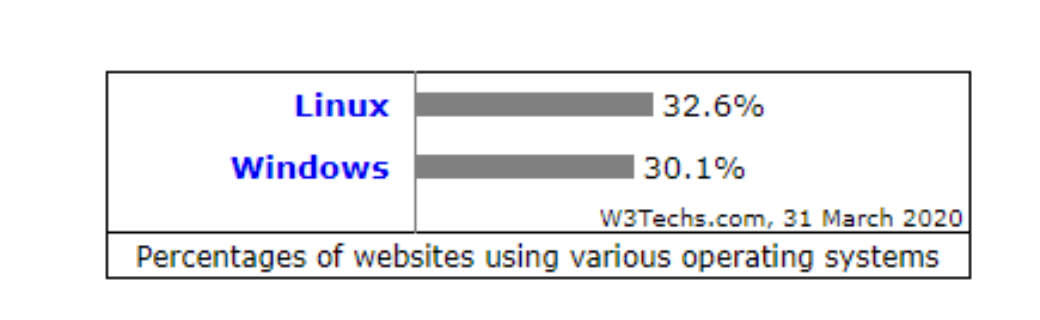 Linux 32.6%
Windows 30.1%
W3Techs.com, 31 March 2020
Percentages of websites using various operating systems